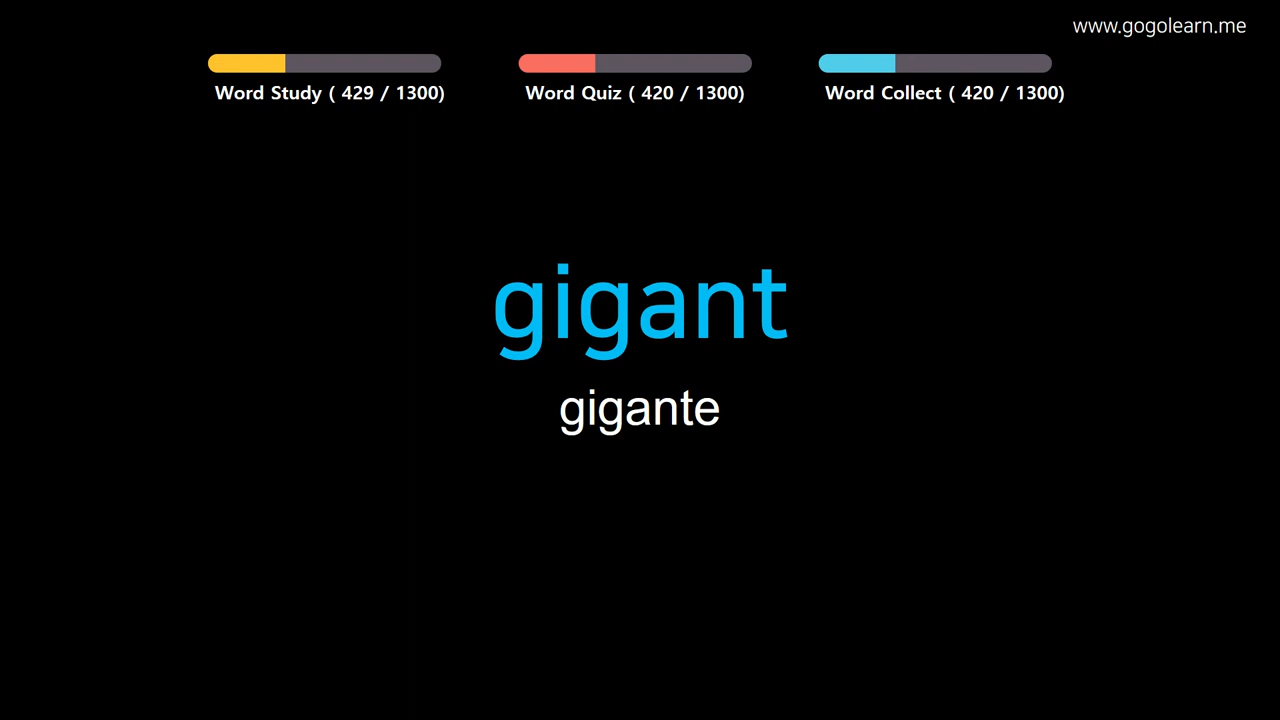 www.gogolearn.me
Word Study ( 429 / 1300)
Word Quiz ( 420 / 1300)
Word Collect ( 420 / 1300)
gigant
gigante